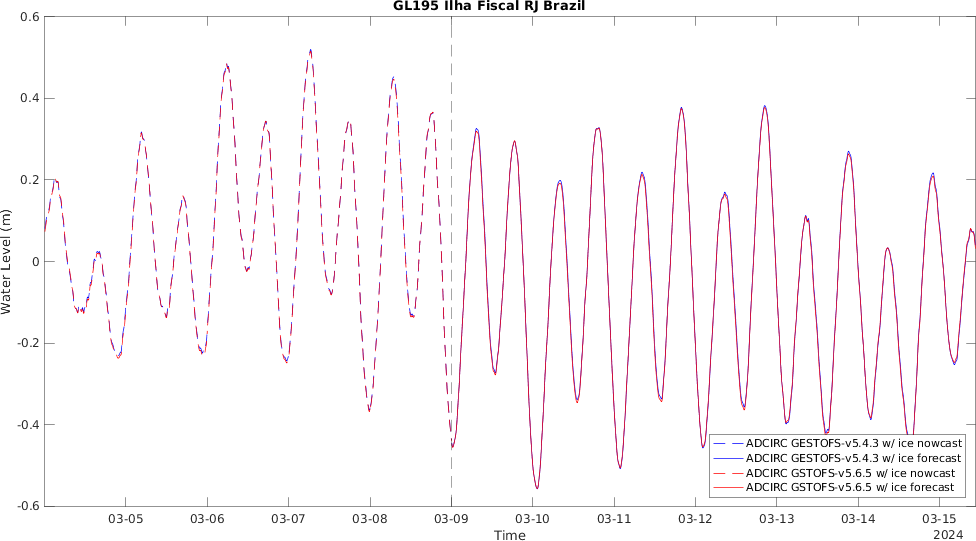 GL195 Ilha Fiscal RJ Brazil
0.6
0.4
0.2
0
-0.2
-0.4
-0.6
Water Level (m)
ADCIRC GESTOFS-v5.4.3 w/ ice nowcast
ADCIRC GESTOFS-v5.4.3 w/ ice forecast
ADCIRC GSTOFS-v5.6.5 w/ ice nowcast
ADCIRC GSTOFS-v5.6.5 w/ ice forecast
03-05 03-06 03-07 03-08 03-09 03-10 03-11 03-12 03-13 03-14 03-15
Time
2024